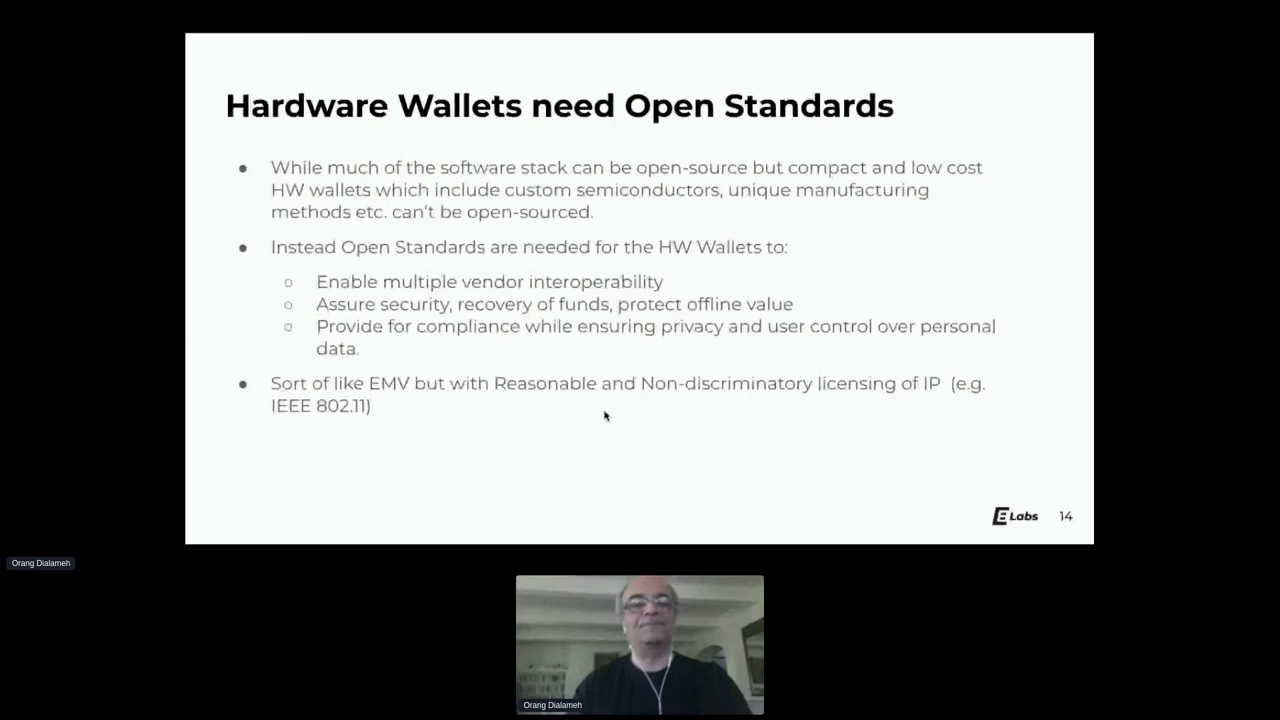 Hardware Wallets need Open Standards
● While much of the software stack can be open-source but compact and low cost
HW wallets which include custom semiconductors, unique manufacturing
methods etc. can't be open-sourced.
● Instead Open Standards are needed for the HW Wallets to:
○ Enable multiple vendor interoperability
○ Assure security, recovery of funds, protect offline value
○ Provide for compliance while ensuring privacy and user control over personal
data.
● Sort of like EMV but with Reasonable and Non-discriminatory licensing of IP (e.g.
IEEE 802.11)
E Labs 14
Orang Dialameh
Orang Dialameh